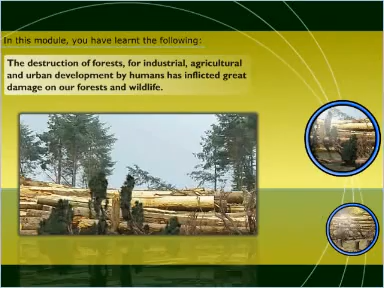 In this module, you have learnt the following:
The destruction of forests, for industrial, agricultural
and urban development by humans has inflicted great
damage on our forests and wildlife.